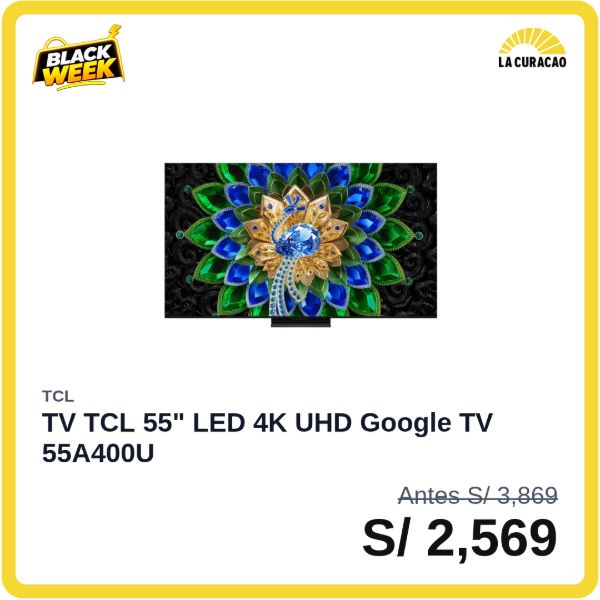 BLACK
WEEK
LA CURACAO
TCL
TV TCL 55" LED 4K UHD Google TV
55A400U
Antes S/ 3,869
S/ 2,569